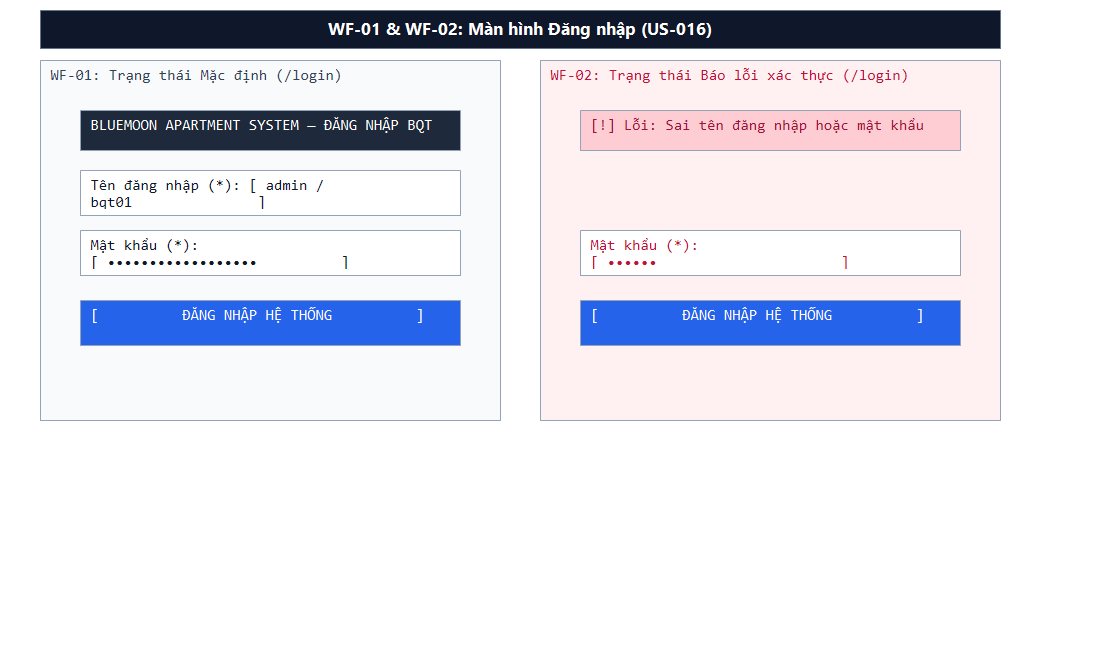 WF-01 & WF-02: Màn hình Đăng nhập (US-016)
WF-01: Trạng thái Mặc định (/login)
BLUEMOON APARTMENT SYSTEM — ĐĂNG NHẬP BQT
Tên đăng nhập (*): [ admin /
bqt01 ]
Mật khẩu (*):
[ •••••••••••••••••• ]
[ ĐĂNG NHẬP HỆ THỐNG ]
WF-02: Trạng thái Báo lỗi xác thực (/login)
[!] Lỗi: Sai tên đăng nhập hoặc mật khẩu
Mật khẩu (*):
[ •••••• ]
[ ĐĂNG NHẬP HỆ THỐNG ]